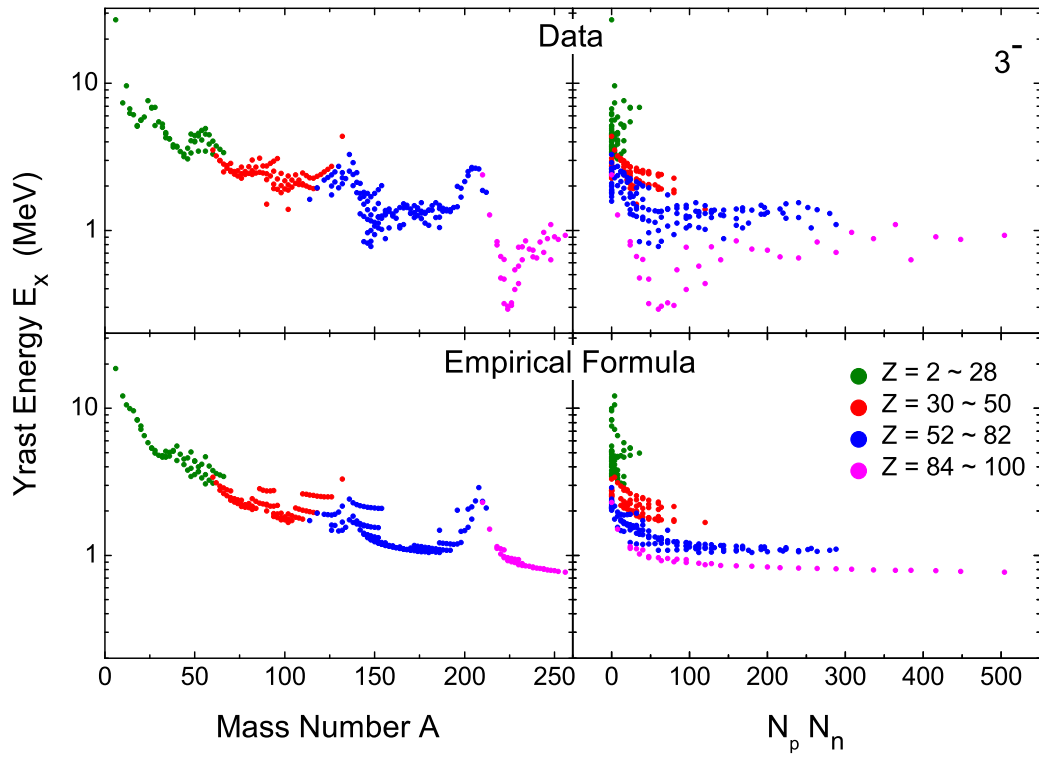 Data
3⁻
10
1
Yrast Energy Eₓ (MeV)
Empirical Formula
Z = 2 ~ 28
Z = 30 ~ 50
Z = 52 ~ 82
Z = 84 ~ 100
10
1
0 50 100 150 200 250 0 100 200 300 400 500
Mass Number A
Nₚ Nₙ